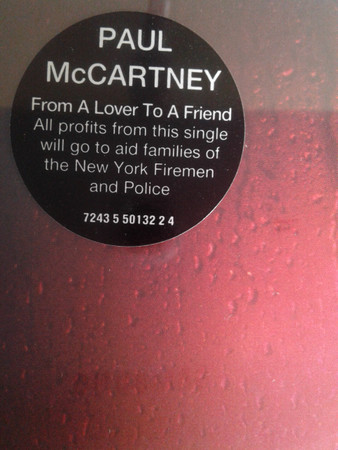 PAUL
McCARTNEY
From A Lover To A Friend
All profits from this single
will go to aid families of
the New York Firemen
and Police
7243 5 50132 2 4